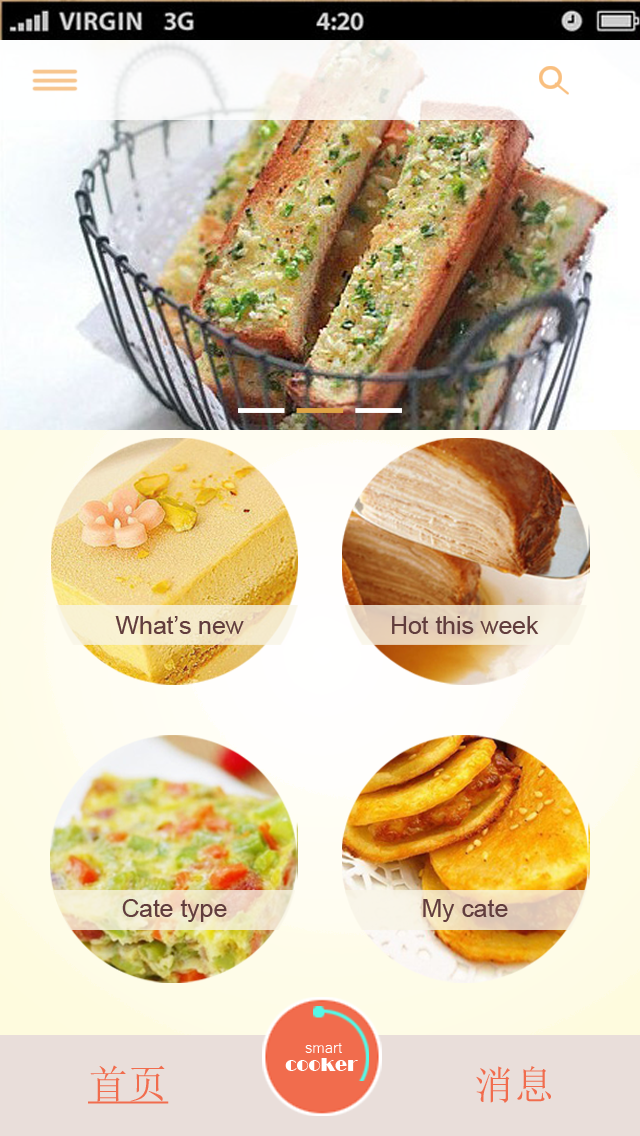 VIRGIN 3G 4:20
What's new
Hot this week
Cate type
My cate
首页
smart
cooker
消息